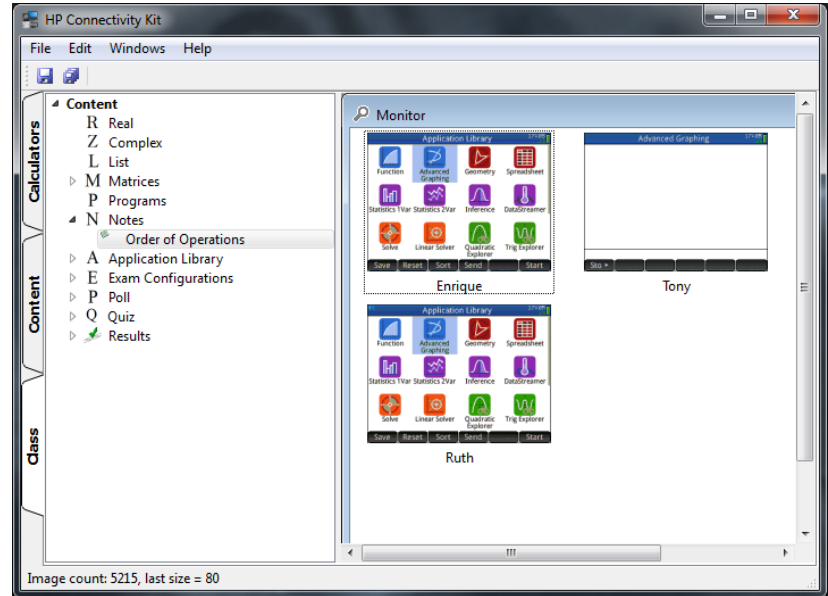 HP Connectivity Kit
File Edit Windows Help
Calculators
Content
Class
Content
R Real
Z Complex
L List
M Matrices
P Programs
N Notes
Order of Operations
A Application Library
E Exam Configurations
P Poll
Q Quiz
Results
Monitor
Application Library
Function Advanced Graphing Geometry Spreadsheet
Statistics 1Var Statistics 2Var Inference DataStreamer
Solve Linear Solver Quadratic Explorer Trig Explorer
Save Reset Sort Send Start
Enrique
Advanced Graphing
Sto
Tony
Application Library
Function Advanced Graphing Geometry Spreadsheet
Statistics 1Var Statistics 2Var Inference DataStreamer
Solve Linear Solver Quadratic Explorer Trig Explorer
Save Reset Sort Send Start
Ruth
Image count: 5215, last size = 80